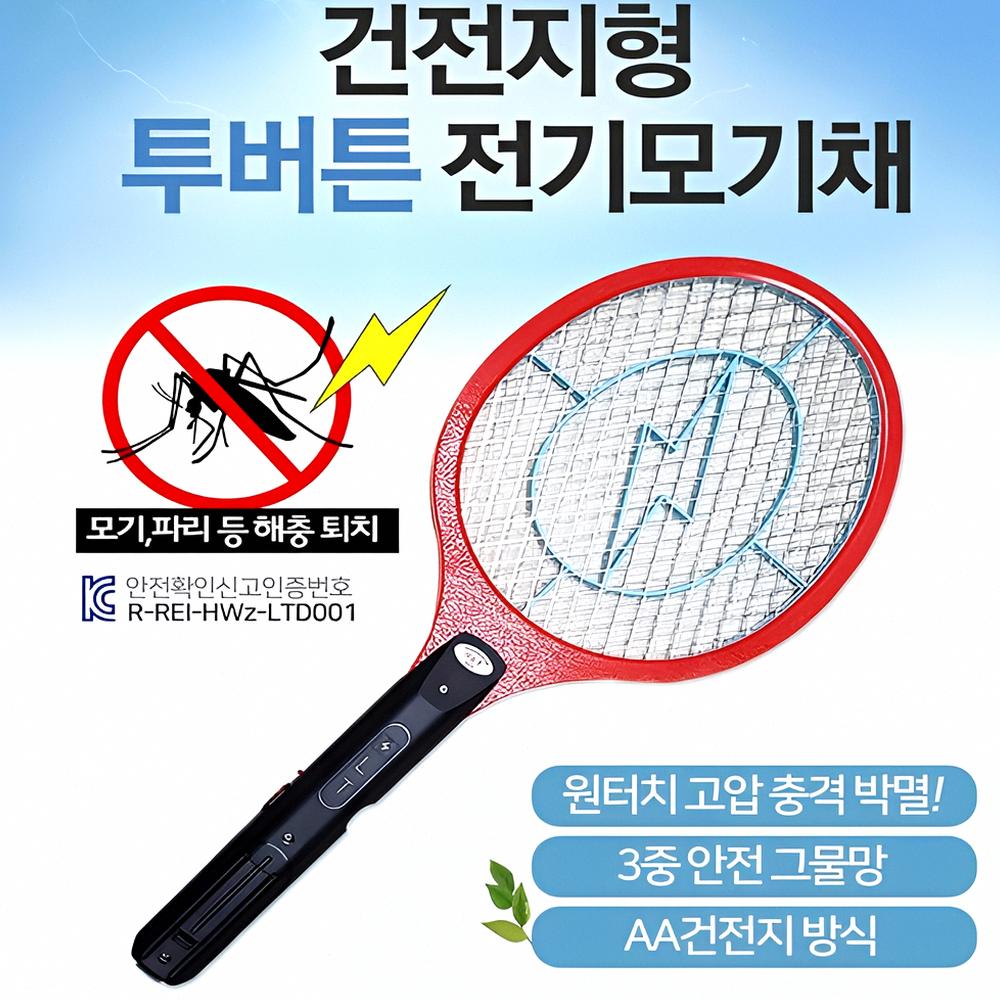 건전지형
투버튼 전기모기채
모기,파리 등 해충 퇴치
안전확인신고인증번호
R-REI-HWz-LTD001
원터치 고압 충격 박멸!
3중 안전 그물망
AA건전지 방식